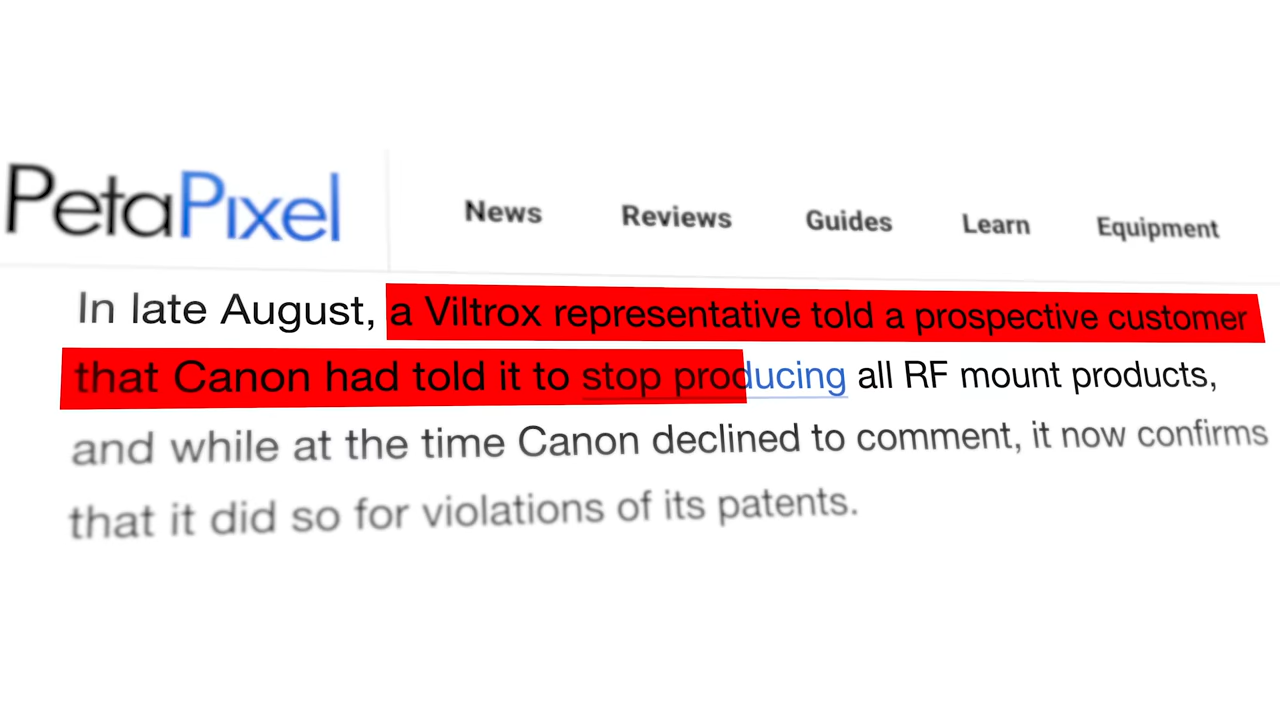 PetaPixel
News Reviews Guides Learn Equipment
In late August, a Viltrox representative told a prospective customer
that Canon had told it to stop producing all RF mount products,
and while at the time Canon declined to comment, it now confirms
that it did so for violations of its patents.